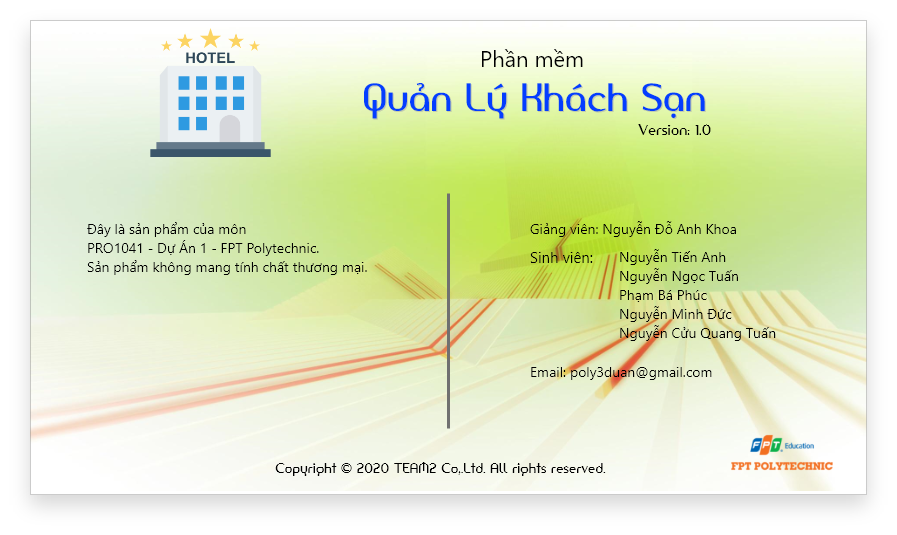 HOTEL
Phần mềm
Quản Lý Khách Sạn
Version: 1.0
Đây là sản phẩm của môn
PRO1041 - Dự Án 1 - FPT Polytechnic.
Sản phẩm không mang tính chất thương mại.
Giảng viên: Nguyễn Đỗ Anh Khoa
Sinh viên: Nguyễn Tiến Anh
Nguyễn Ngọc Tuấn
Phạm Bá Phúc
Nguyễn Minh Đức
Nguyễn Cửu Quang Tuấn
Email: poly3duan@gmail.com
Copyright © 2020 TEAM2 Co,.Ltd. All rights reserved.
FPT Education
FPT POLYTECHNIC